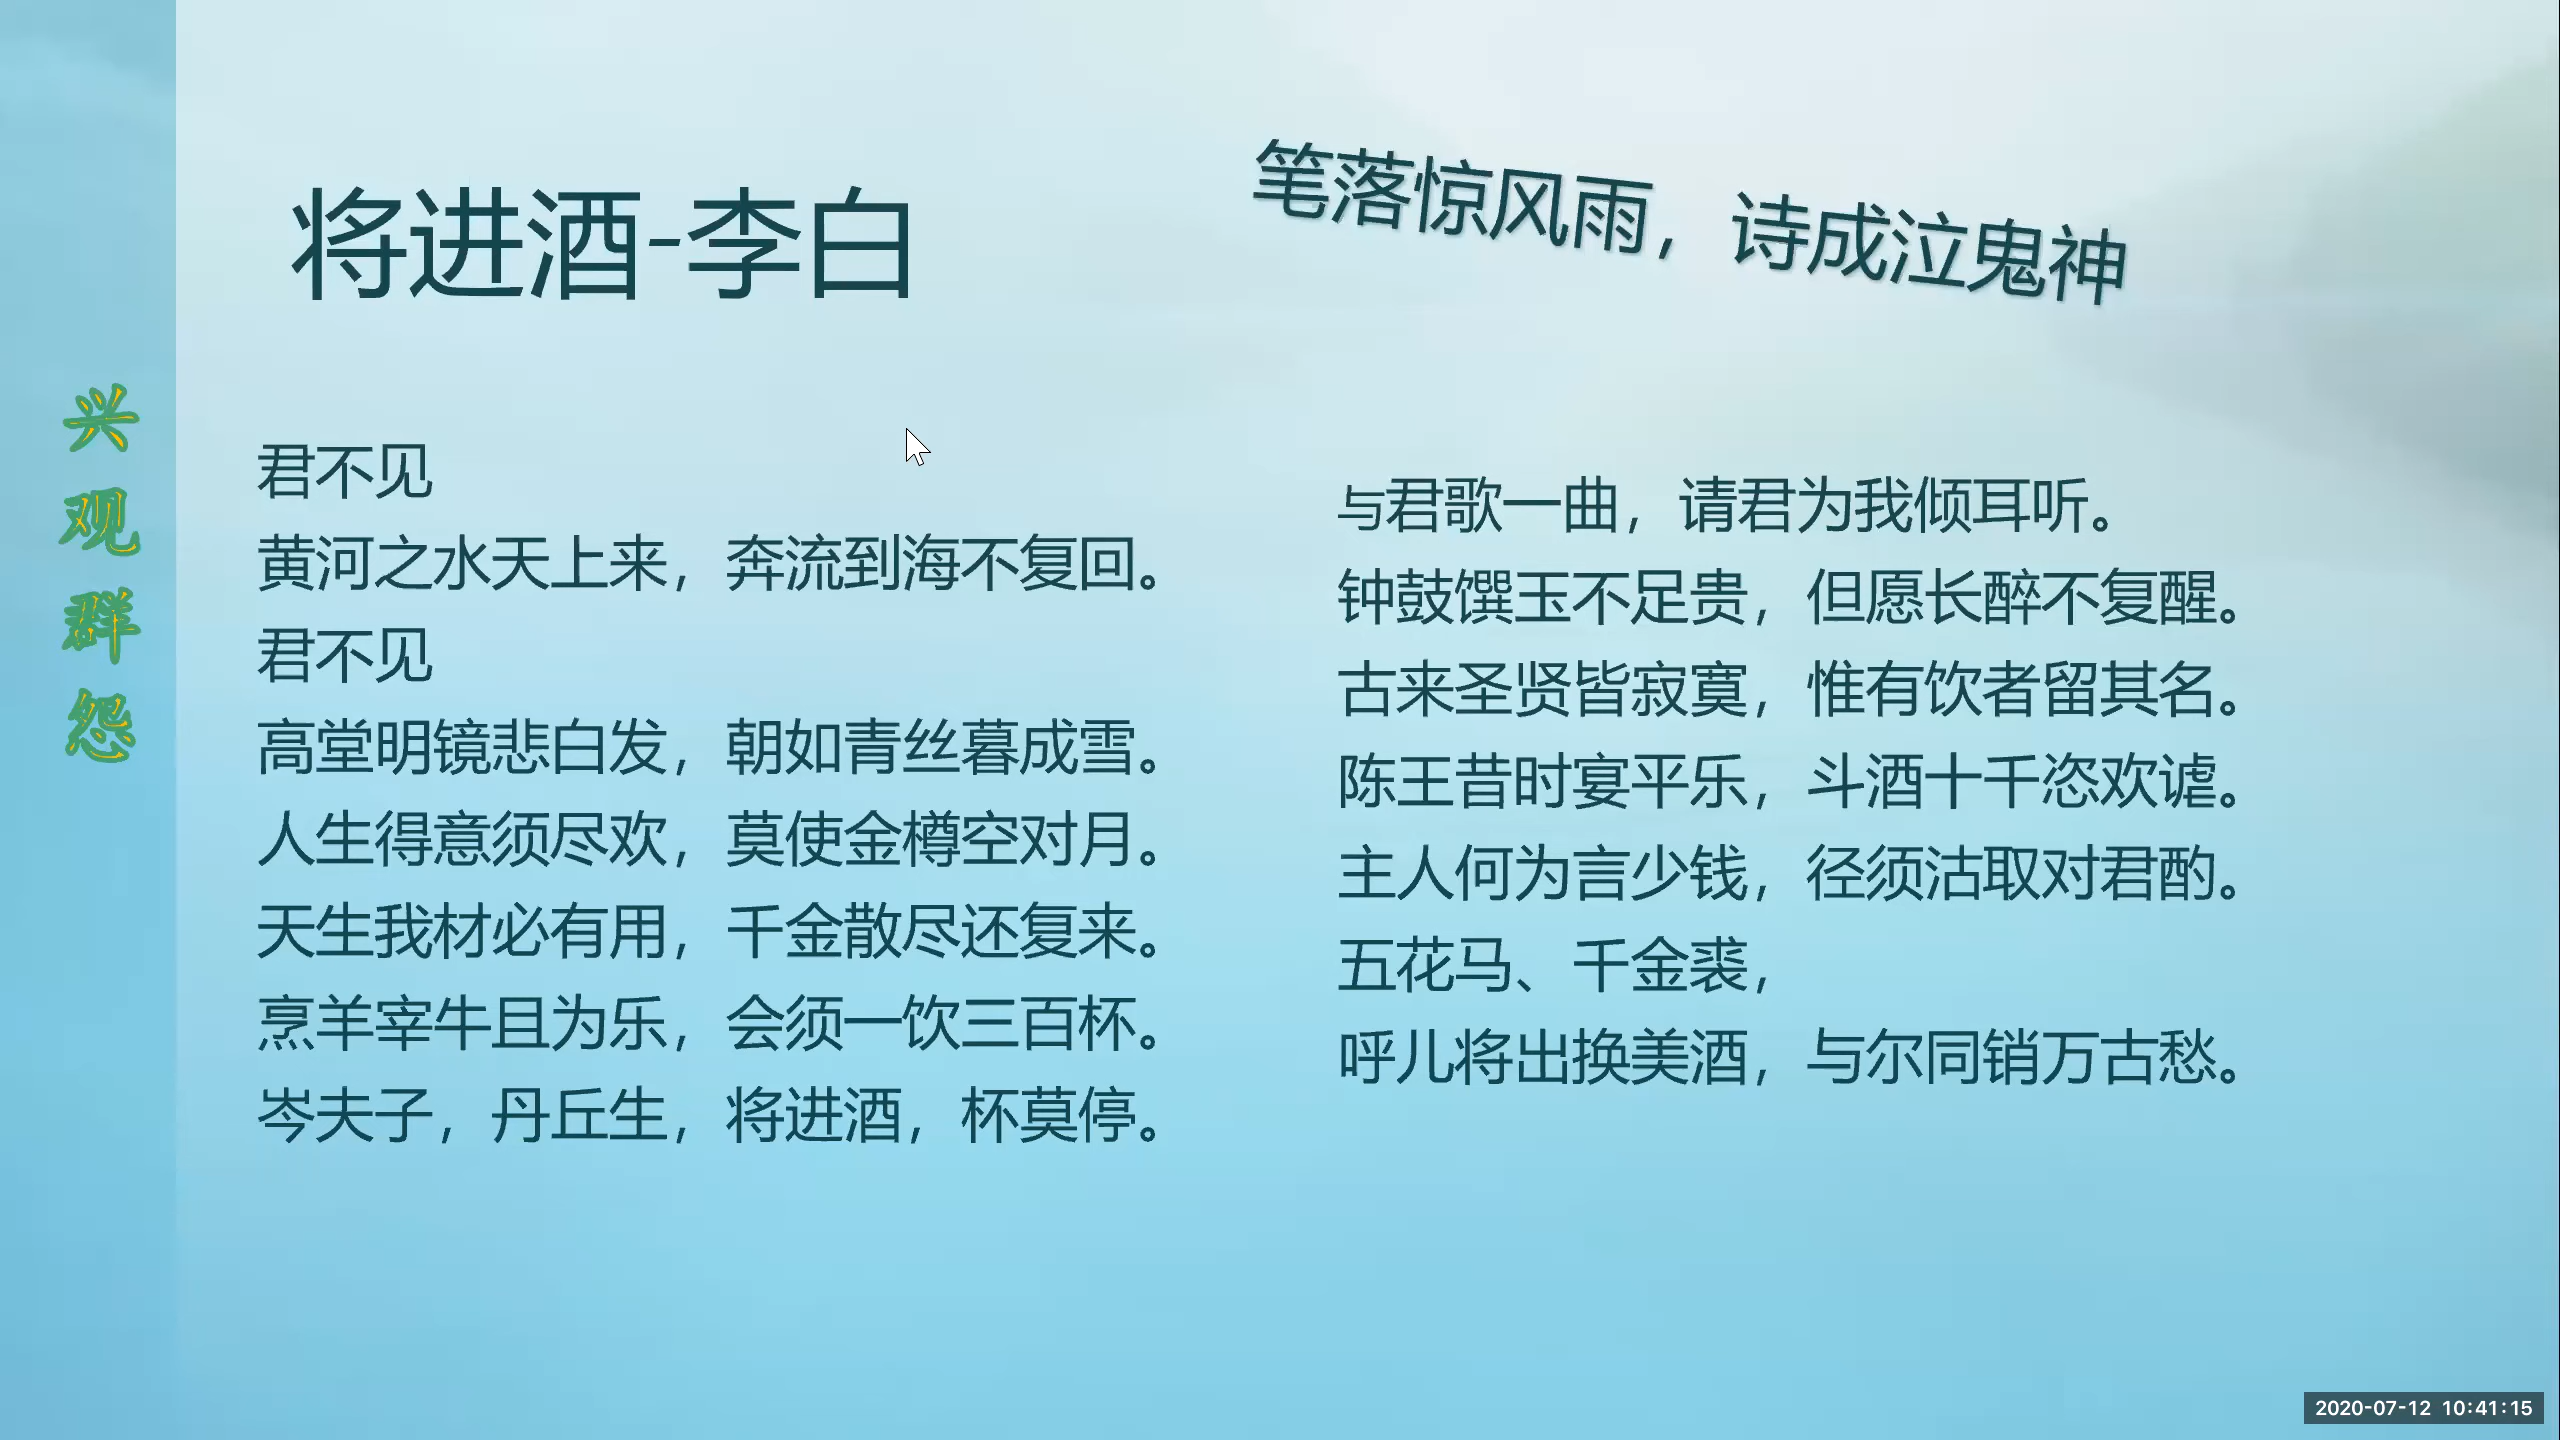 将进酒-李白
笔落惊风雨，诗成泣鬼神
兴
观
群
怨
君不见
黄河之水天上来，奔流到海不复回。
君不见
高堂明镜悲白发，朝如青丝暮成雪。
人生得意须尽欢，莫使金樽空对月。
天生我材必有用，千金散尽还复来。
烹羊宰牛且为乐，会须一饮三百杯。
岑夫子，丹丘生，将进酒，杯莫停。
与君歌一曲，请君为我倾耳听。
钟鼓馔玉不足贵，但愿长醉不复醒。
古来圣贤皆寂寞，惟有饮者留其名。
陈王昔时宴平乐，斗酒十千恣欢谑。
主人何为言少钱，径须沽取对君酌。
五花马、千金裘，
呼儿将出换美酒，与尔同销万古愁。
2020-07-12 10:41:15